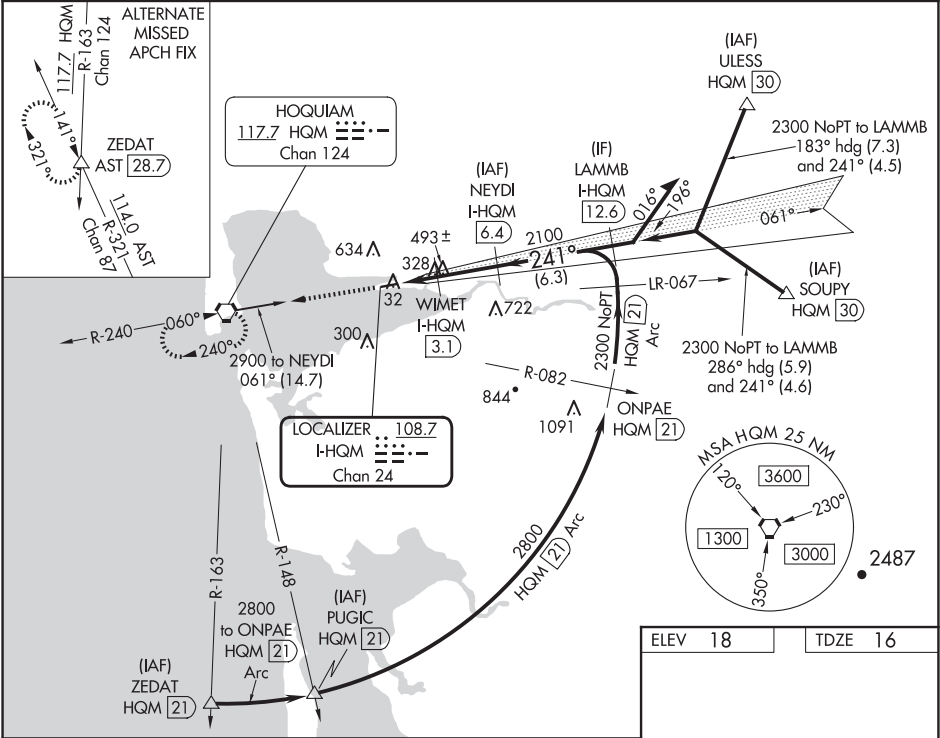 ALTERNATE
MISSED
APCH FIX
117.7 HQM
R-163
Chan 124
141°
321°
ZEDAT
AST 28.7
114.0 AST
R-321
Chan 87
HOQUIAM
117.7 HQM
Chan 124
(IAF)
ULESS
HQM 30
2300 NoPT to LAMMB
183° hdg (7.3)
and 241° (4.5)
(IF)
LAMMB
I-HQM
12.6
016°
196°
061°
(IAF)
NEYDI
I-HQM
6.4
2100
241°
(6.3)
634
493 ±
328
32
WIMET
I-HQM
3.1
722
LR-067
(IAF)
SOUPY
HQM 30
2300 NoPT to LAMMB
286° hdg (5.9)
and 241° (4.6)
2300 NoPT
HQM 21
Arc
R-240
060°
240°
2900 to NEYDI
061° (14.7)
300
R-082
844
1091
ONPAE
HQM 21
LOCALIZER 108.7
I-HQM
Chan 24
MSA HQM 25 NM
120°
3600
230°
1300
3000
350°
2487
2800
HQM 21 Arc
R-163
R-148
(IAF)
PUGIC
HQM 21
2800
to ONPAE
HQM 21
Arc
(IAF)
ZEDAT
HQM 21
ELEV 18
TDZE 16